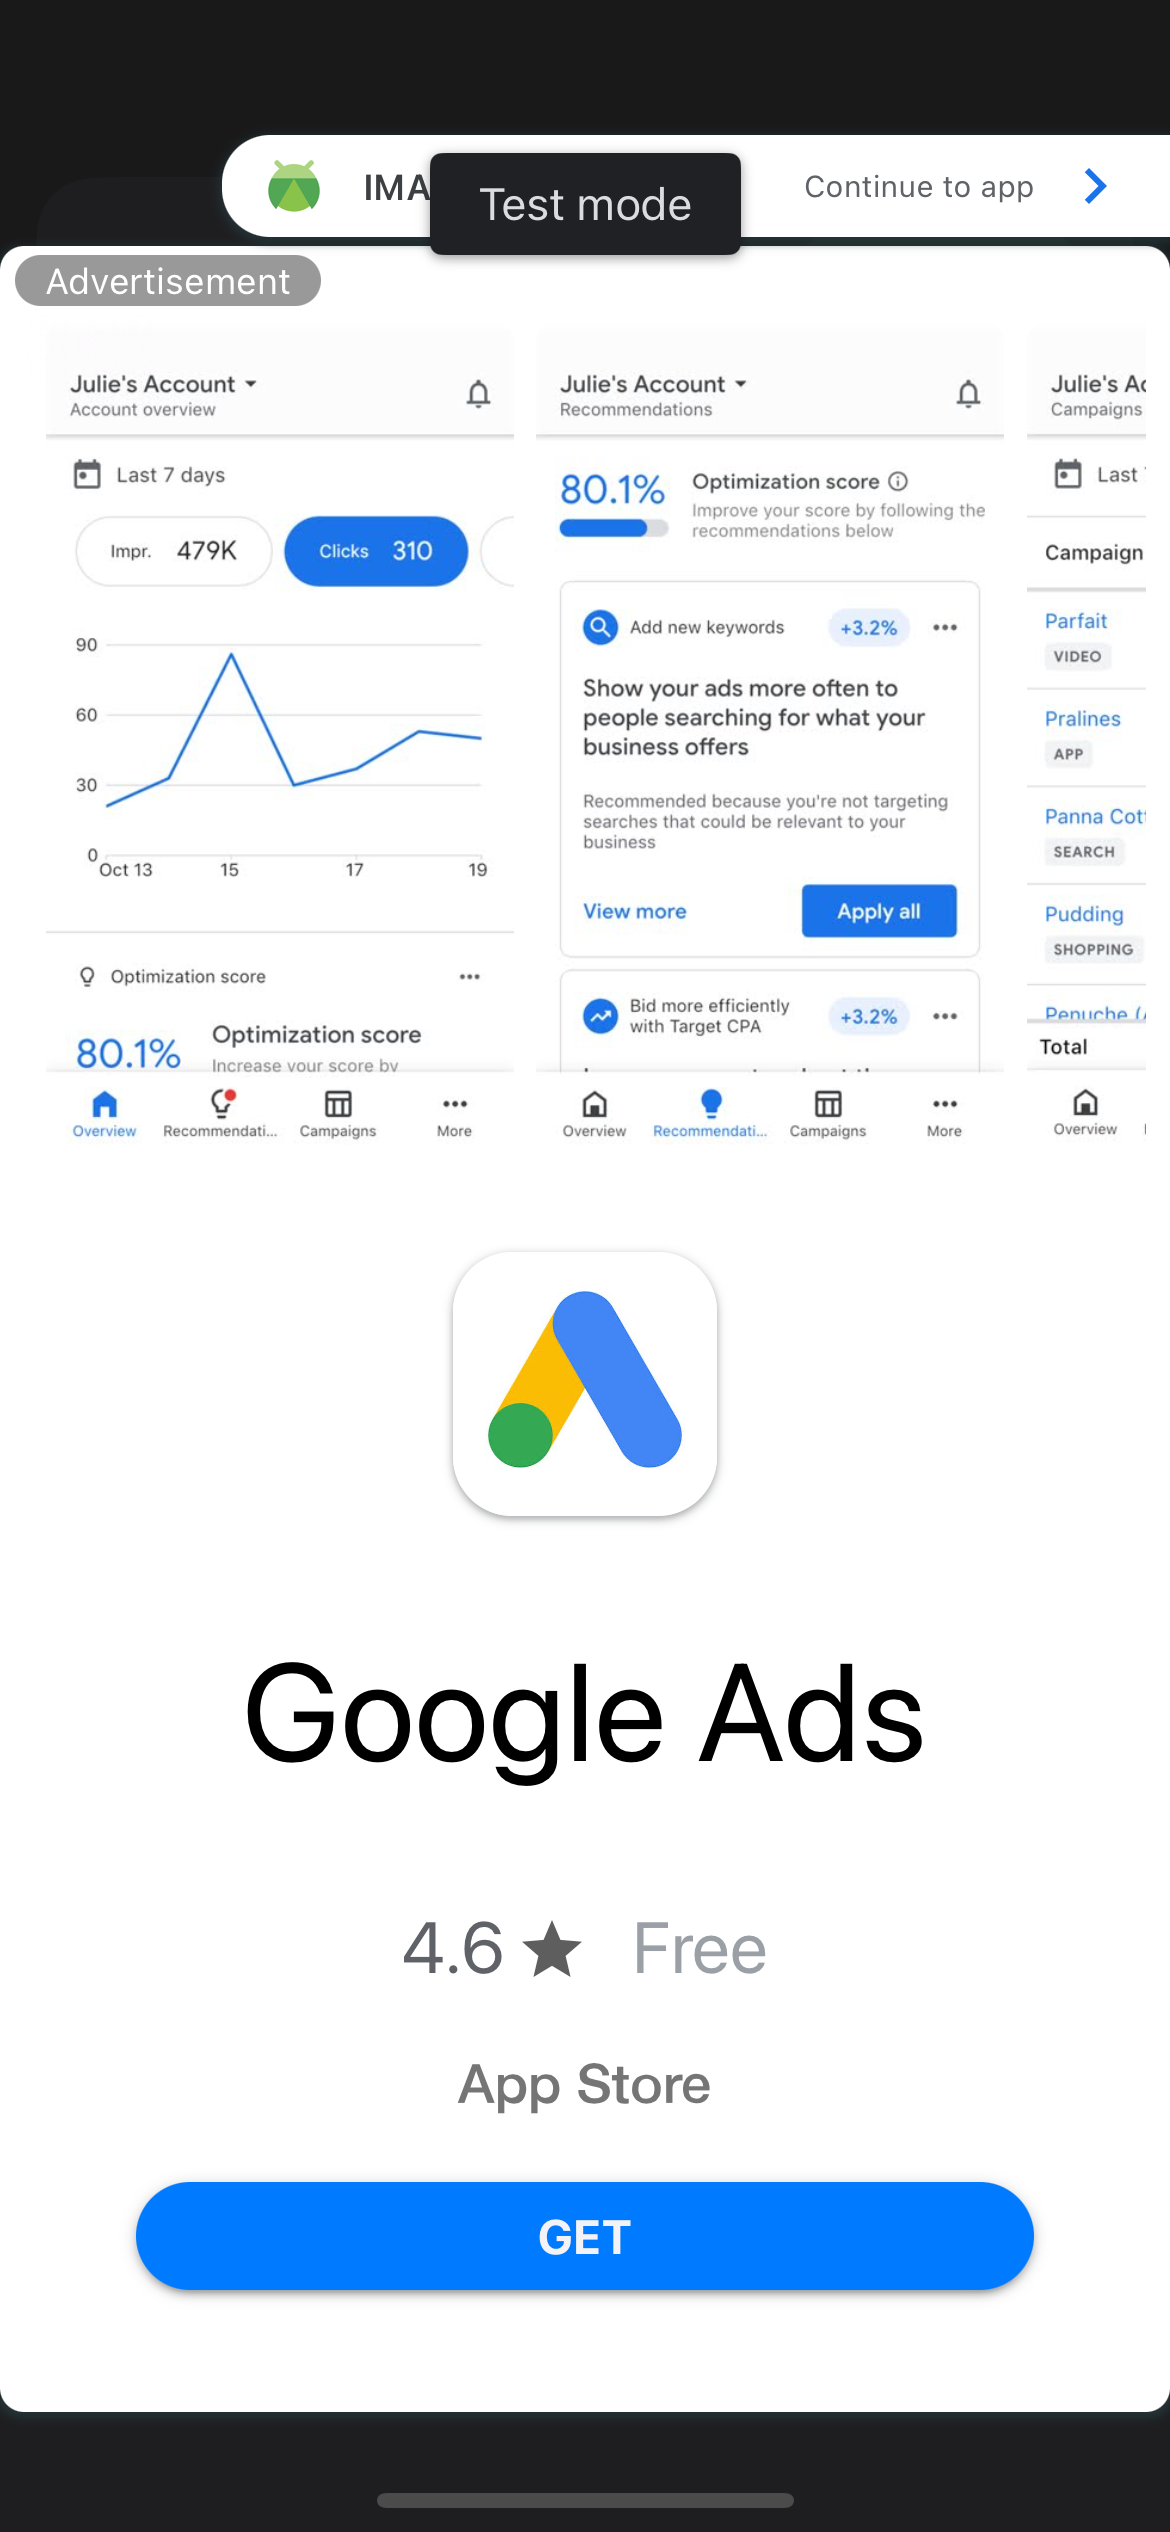 IMA
Test mode
Continue to app
Advertisement
Julie's Account
Account overview
Last 7 days
Impr. 479K
Clicks 310
90
60
30
0
Oct 13 15 17 19
Optimization score
80.1%
Optimization score
Increase your score by
Overview
Recommendati...
Campaigns
More
Julie's Account
Recommendations
80.1%
Optimization score
Improve your score by following the
recommendations below
Add new keywords
+3.2%
Show your ads more often to
people searching for what your
business offers
Recommended because you're not targeting
searches that could be relevant to your
business
View more
Apply all
Bid more efficiently
with Target CPA
+3.2%
Overview
Recommendati...
Campaigns
More
Julie's
Campaigns
Last
Campaign
Parfait
VIDEO
Pralines
APP
Panna
SEARCH
Pudding
SHOPPING
Penuche
Total
Overview
Google Ads
4.6 ★ Free
App Store
GET